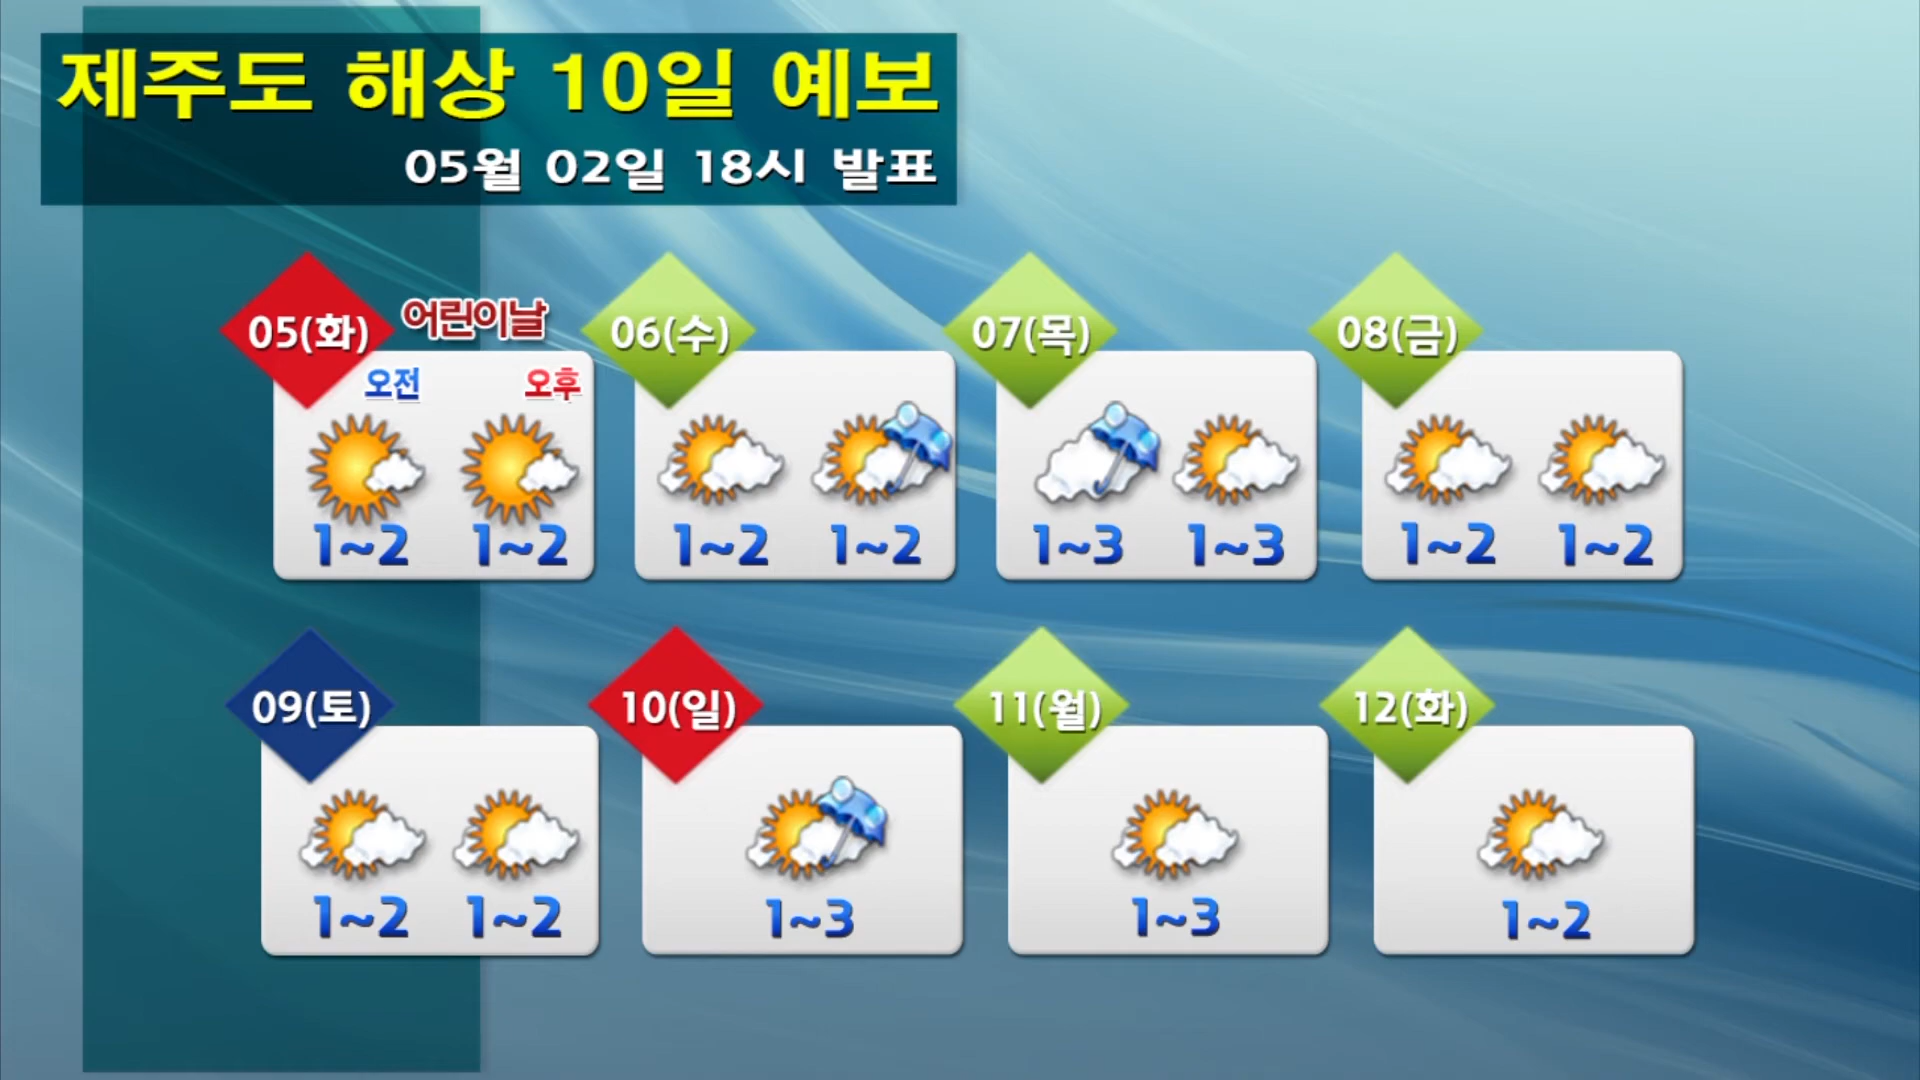 제주도 해상 10일 예보
05월 02일 18시 발표
05(화) 어린이날 06(수) 07(목) 08(금)
오전 오후
1~2 1~2 1~2 1~2 1~3 1~3 1~2 1~2
09(토) 10(일) 11(월) 12(화)
1~2 1~2 1~3 1~3 1~2